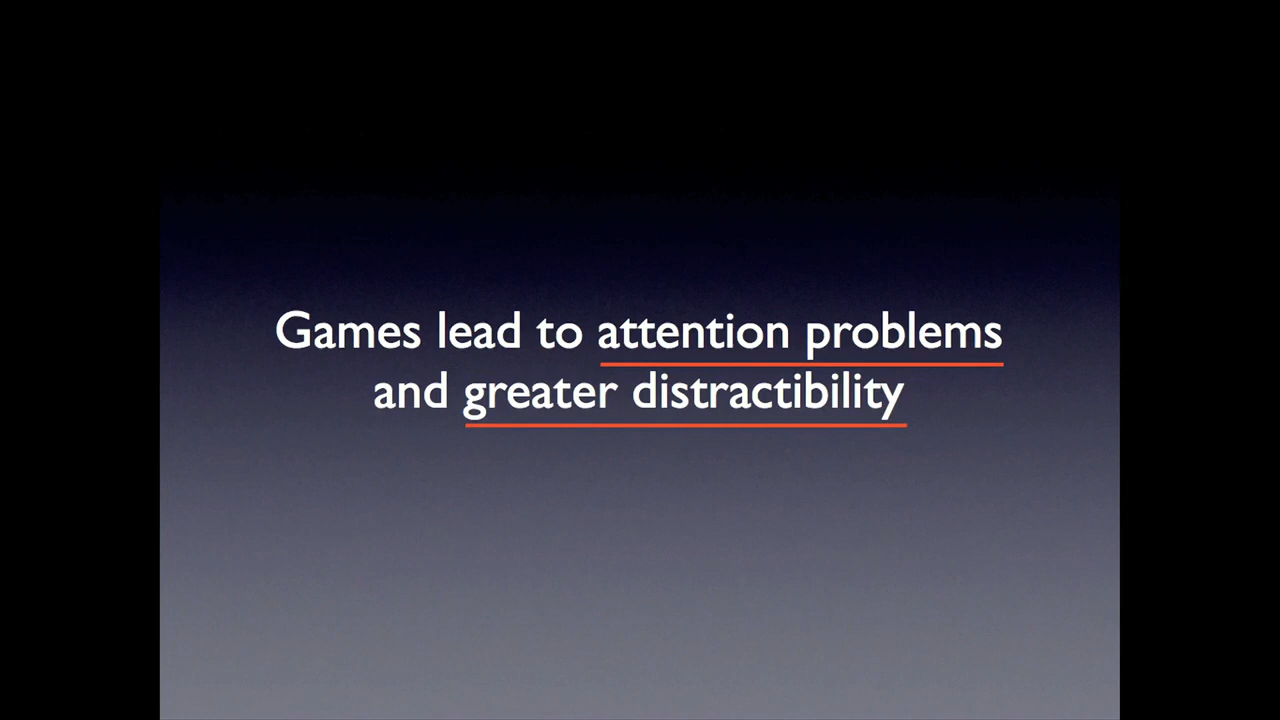 Games lead to attention problems
and greater distractibility